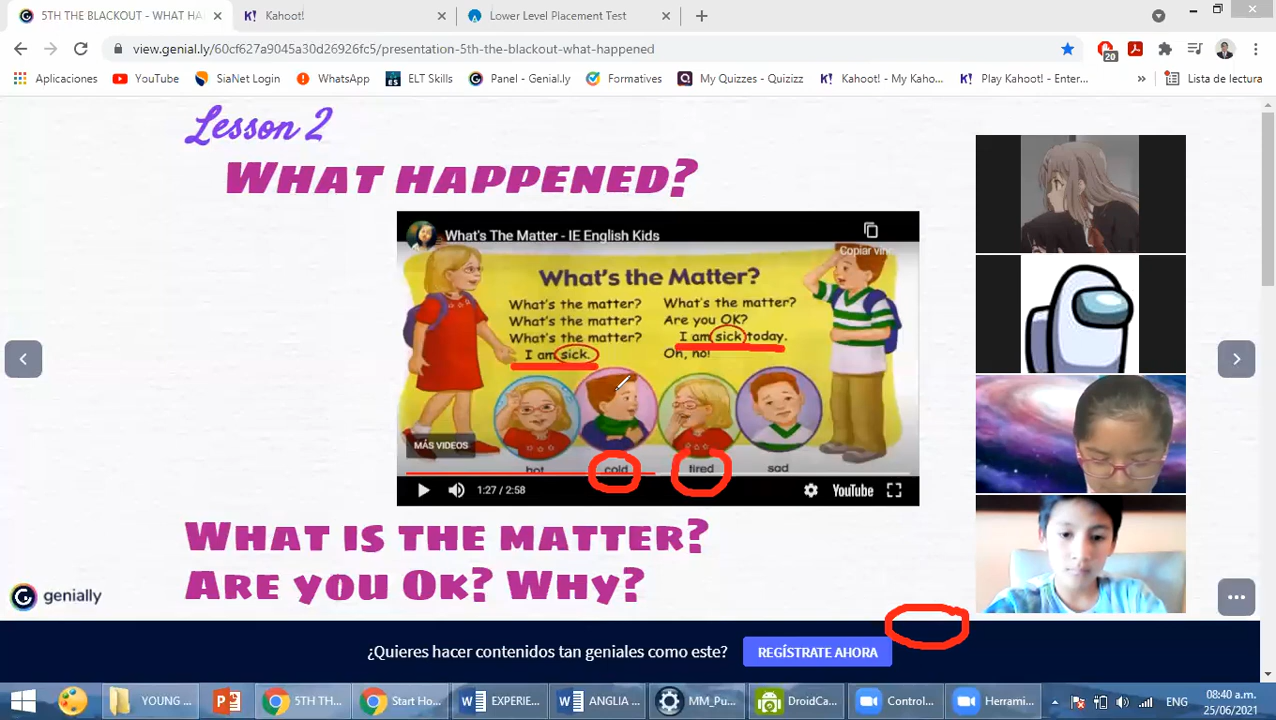 5TH THE BLACKOUT - WHAT HA
Kahoot!
Lower Level Placement Test
view.genial.ly/60cf627a9045a30d26926fc5/presentation-5th-the-blackout-what-happened
20
Aplicaciones
YouTube
SiaNet Login
WhatsApp
ES
ELT Skills
Panel - Genial.ly
Formatives
My Quizzes - Quizizz
Kahoot! - My Kaho...
Play Kahoot! - Enter...
»
Lista de lectura
Lesson 2
WHAT HAPPENED?
What's The Matter - IE English Kids
Copiar
What's the Matter?
What's the matter?
What's the matter?
What's the matter?
I am sick.
What's the matter?
Are you OK?
I am sick today.
Oh, no!
MÁS VIDEOS
hot
cold
tired
sad
1:27 / 2:58
YouTube
WHAT IS THE MATTER?
ARE YOU OK? WHY?
genially
¿Quieres hacer contenidos tan geniales como este?
REGÍSTRATE AHORA
YOUNG
5TH TH...
Start Ho...
EXPERIE...
ANGLIA
MM_Pu...
DroidCa...
Control...
Herrami...
ENG
08:40 a.m.
25/06/2021